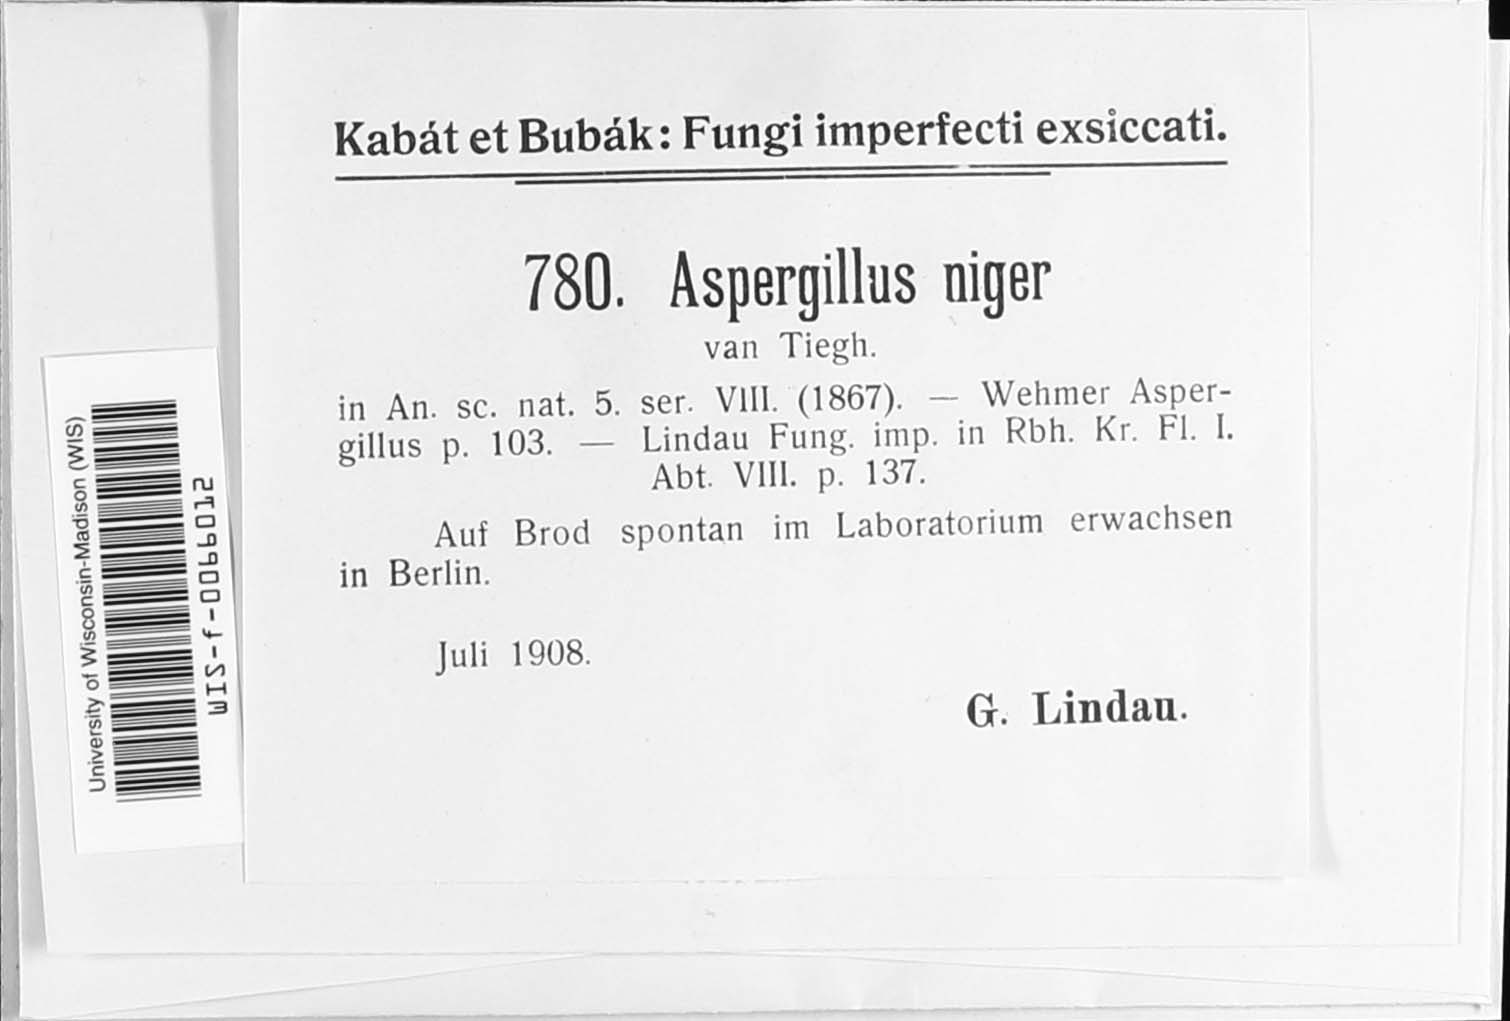 Kabát et Bubák: Fungi imperfecti exsiccati.
780. Aspergillus niger
van Tiegh.
in An. sc. nat. 5. ser. VIII. (1867). — Wehmer Asper-
gillus p. 103. — Lindau Fung. imp. in Rbh. Kr. Fl. I.
Abt. VIII. p. 137.
Auf Brod spontan im Laboratorium erwachsen
in Berlin.
Juli 1908.
G. Lindau.
University of Wisconsin-Madison (WIS)
WIS-f-0066012